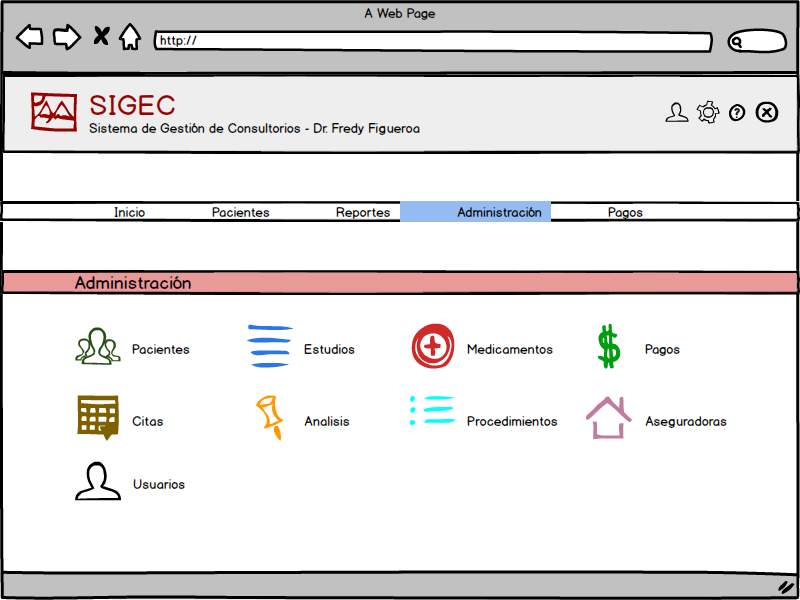 A Web Page
http://
SIGEC
Sistema de Gestión de Consultorios - Dr. Fredy Figueroa
Inicio Pacientes Reportes Administración Pagos
Administración
Pacientes Estudios Medicamentos Pagos
Citas Analisis Procedimientos Aseguradoras
Usuarios